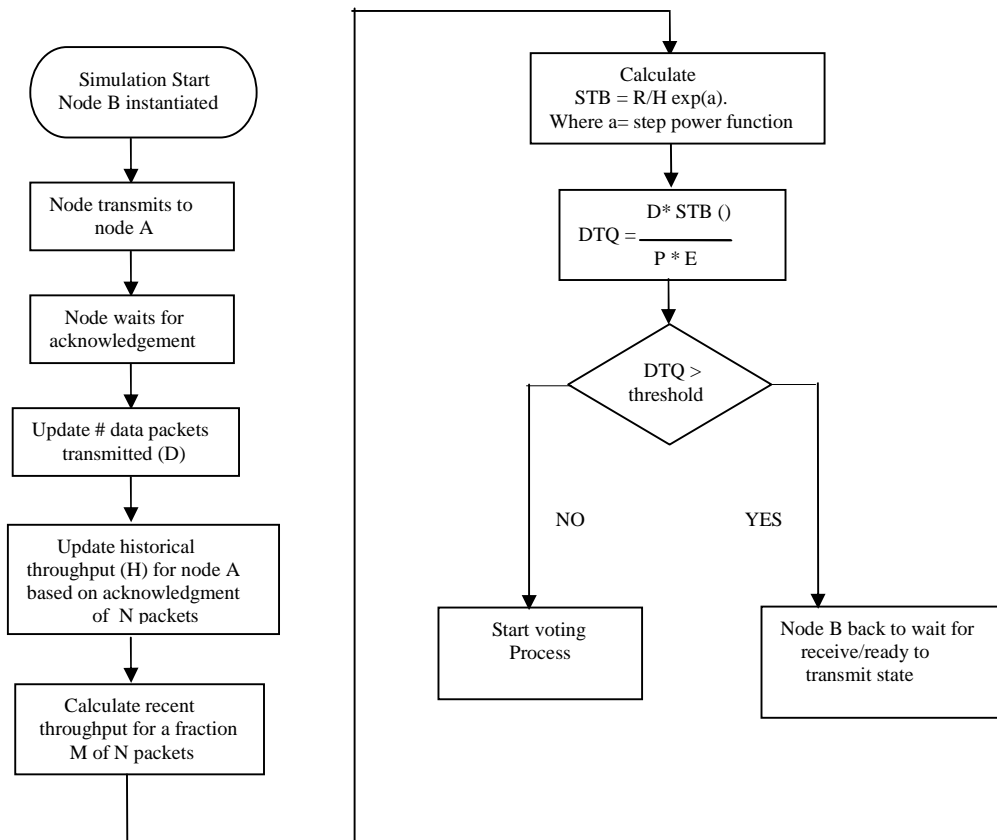 Simulation Start
Node B instantiated
Node transmits to
node A
Node waits for
acknowledgement
Update # data packets
transmitted (D)
Update historical
throughput (H) for node A
based on acknowledgment
of N packets
Calculate recent
throughput for a fraction
M of N packets
Calculate
STB = R/H exp(a).
Where a= step power function
D* STB ()
DTQ =
P * E
DTQ >
threshold
NO
YES
Start voting
Process
Node B back to wait for
receive/ready to
transmit state